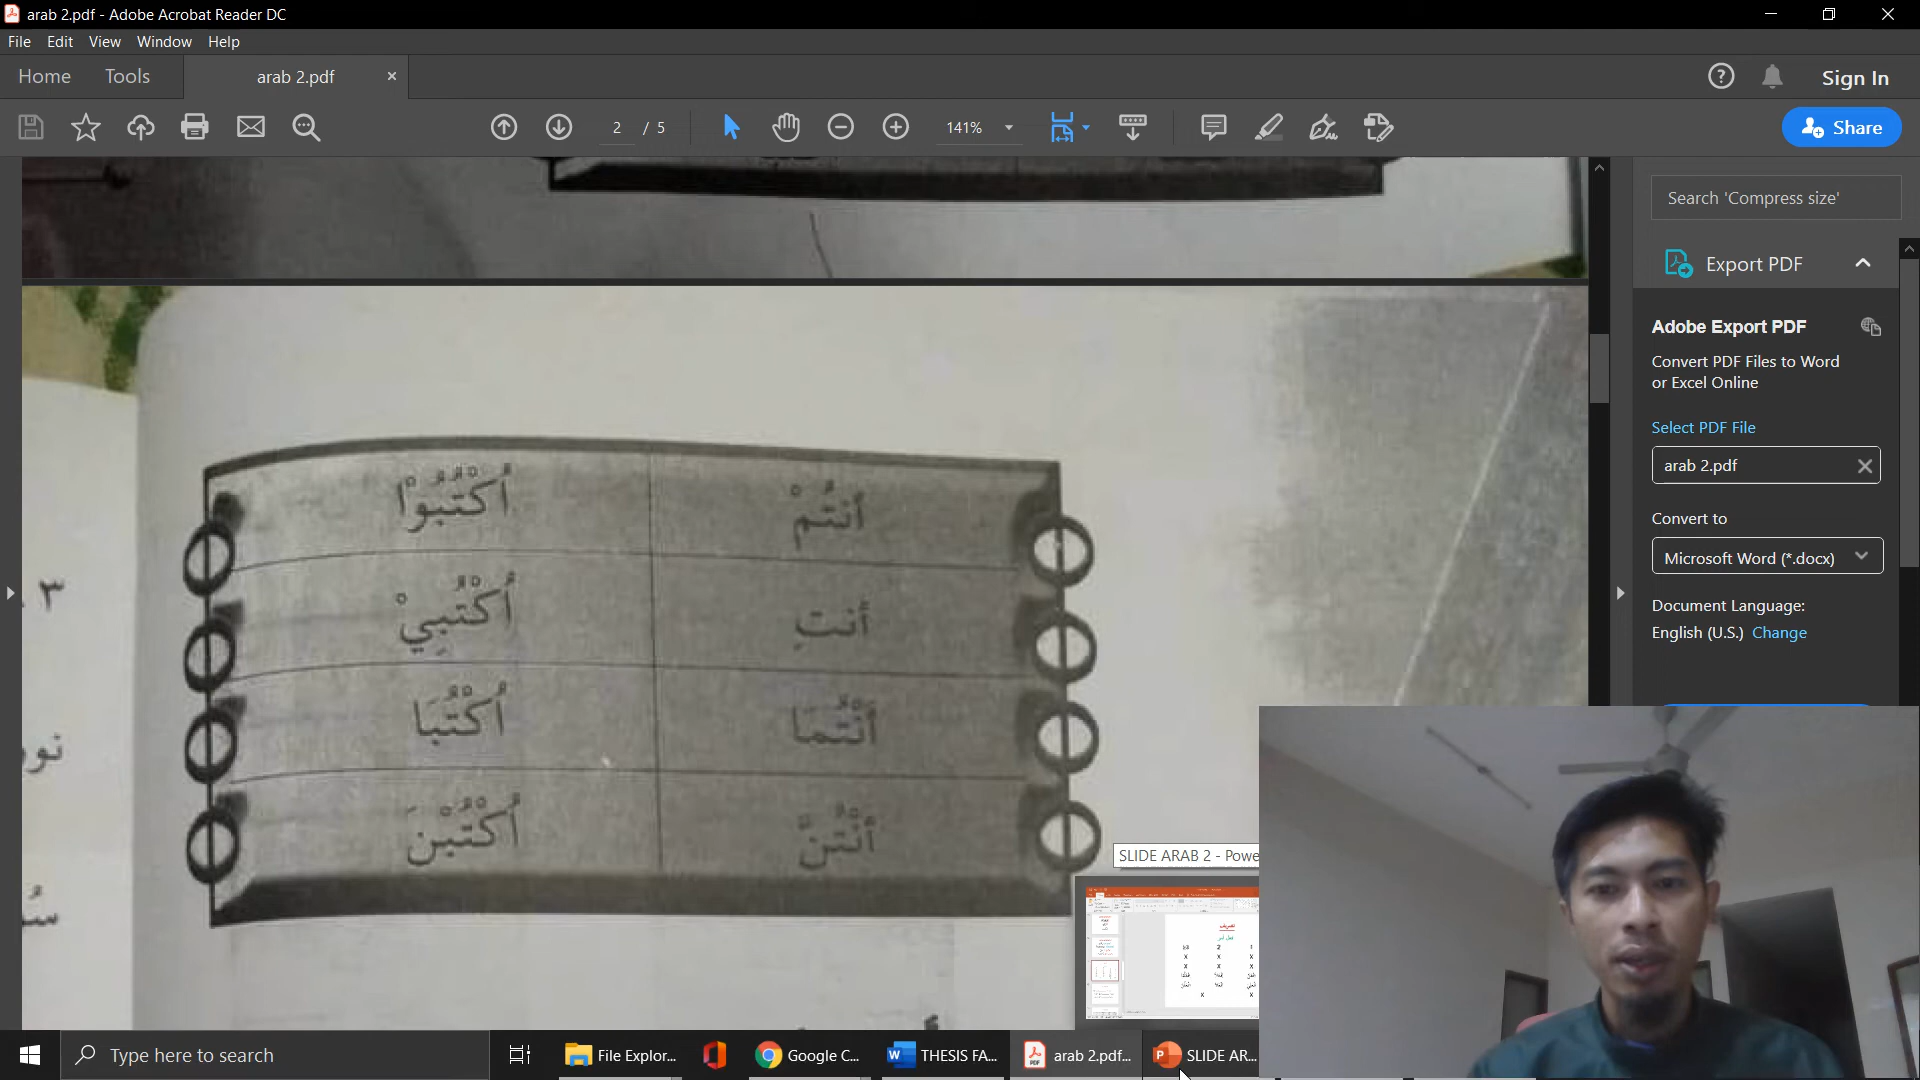 arab 2.pdf - Adobe Acrobat Reader DC
File Edit View Window Help
Home Tools arab 2.pdf
Sign In
2 / 5 141% Share
Search 'Compress size'
Export PDF
Adobe Export PDF
Convert PDF Files to Word
or Excel Online
Select PDF File
arab 2.pdf
Convert to
Microsoft Word (*.docx)
Document Language:
English (U.S.) Change
أَنْتُمْ اُكْتُبُوْا
أَنْتِ اُكْتُبِيْ
أَنْتُمَا اُكْتُبَا
أَنْتُنَّ اُكْتُبْنَ
٣
SLIDE ARAB 2 - Powe
Type here to search
File Explor...
Google C...
THESIS FA...
arab 2.pdf...
SLIDE AR...